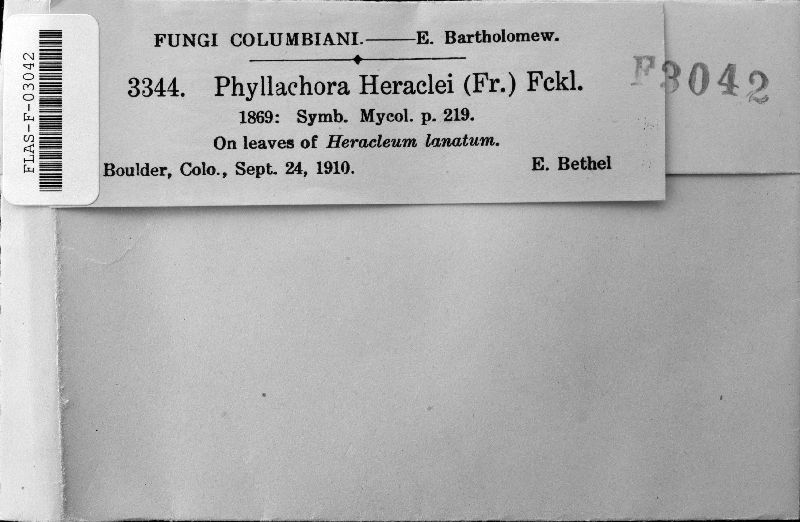 FUNGI COLUMBIANI.——E. Bartholomew.
3344. Phyllachora Heraclei (Fr.) Fckl.
1869: Symb. Mycol. p. 219.
On leaves of Heracleum lanatum.
Boulder, Colo., Sept. 24, 1910. E. Bethel
F3042
FLAS-F-03042